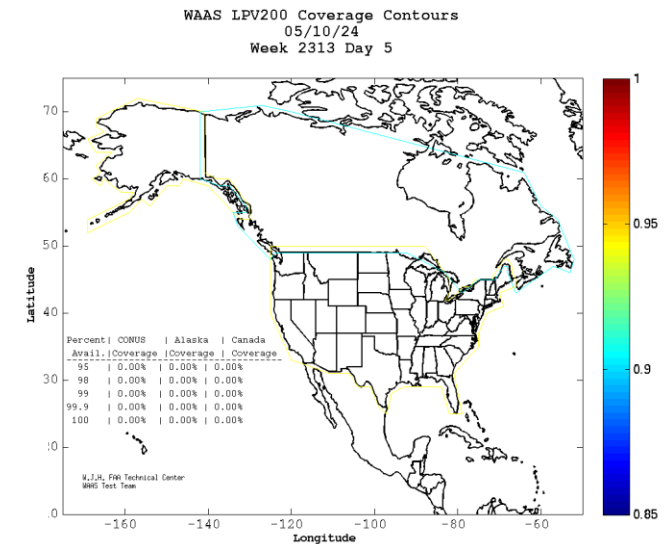 WAAS LPV200 Coverage Contours
05/10/24
Week 2313 Day 5
1
0.95
0.9
0.85
70
60
50
40
30
.0
.0
Latitude
Percent| CONUS | Alaska | Canada
Avail.|Coverage |Coverage | Coverage
95 | 0.00% | 0.00% | 0.00%
98 | 0.00% | 0.00% | 0.00%
99 | 0.00% | 0.00% | 0.00%
99.9 | 0.00% | 0.00% | 0.00%
100 | 0.00% | 0.00% | 0.00%
W.J.H. FAA Technical Center
WAAS Test Team
-160 -140 -120 -100 -80 -60
Longitude